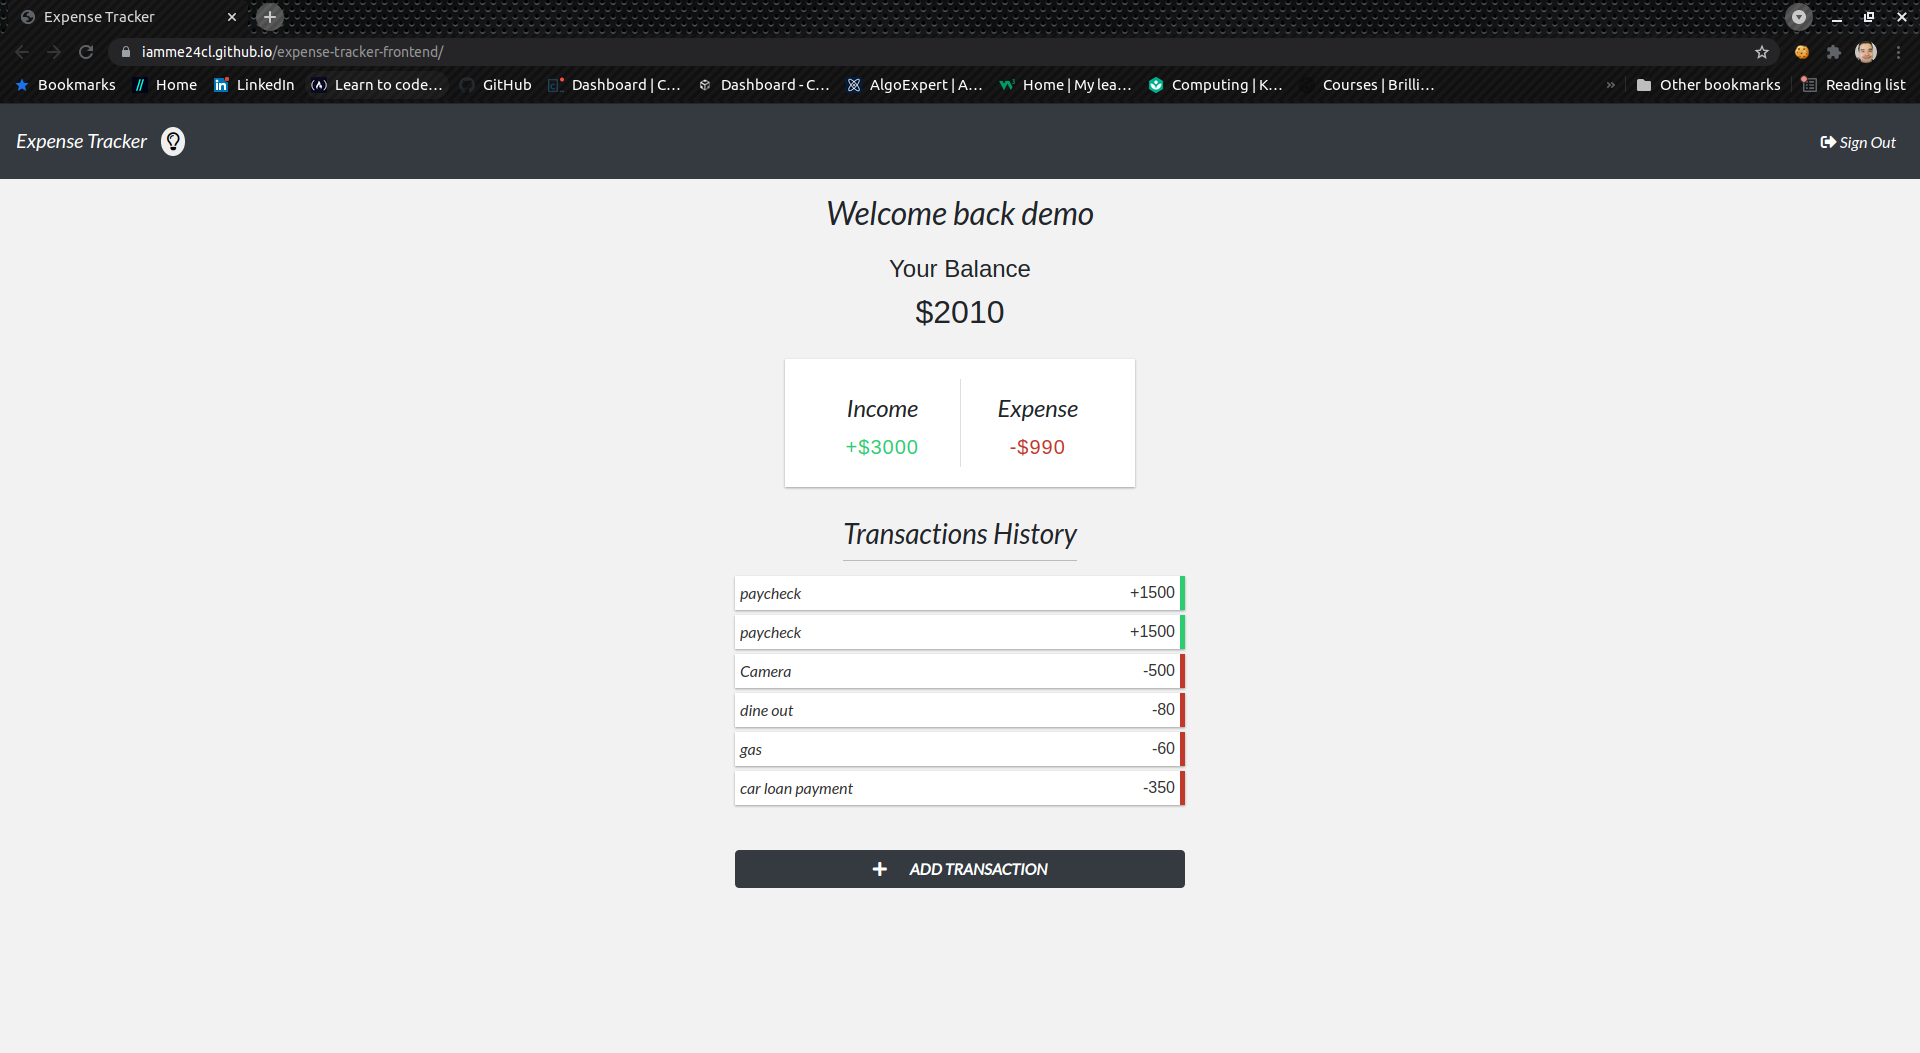 Expense Tracker
iamme24cl.github.io/expense-tracker-frontend/
Bookmarks Home LinkedIn Learn to code... GitHub Dashboard | C... Dashboard - C... AlgoExpert | A... Home | My lea... Computing | K... Courses | Brilli... » Other bookmarks Reading list
Expense Tracker Sign Out
Welcome back demo
Your Balance
$2010
Income Expense
+$3000 -$990
Transactions History
paycheck +1500
paycheck +1500
Camera -500
dine out -80
gas -60
car loan payment -350
+ ADD TRANSACTION